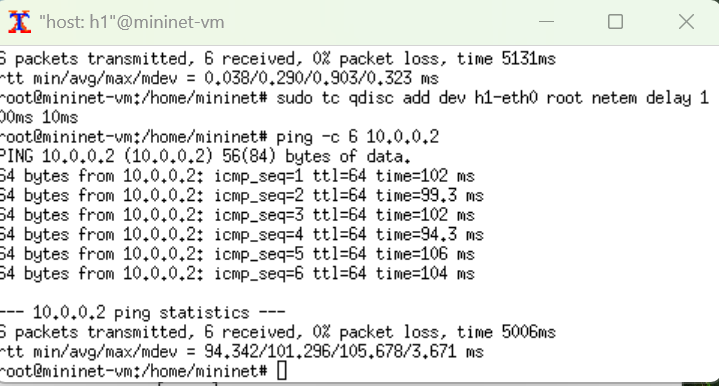 "host: h1"@mininet-vm
6 packets transmitted, 6 received, 0% packet loss, time 5131ms
rtt min/avg/max/mdev = 0.038/0.290/0.903/0.323 ms
root@mininet-vm:/home/mininet# sudo tc qdisc add dev h1-eth0 root netem delay 1
00ms 10ms
root@mininet-vm:/home/mininet# ping -c 6 10.0.0.2
PING 10.0.0.2 (10.0.0.2) 56(84) bytes of data.
64 bytes from 10.0.0.2: icmp_seq=1 ttl=64 time=102 ms
64 bytes from 10.0.0.2: icmp_seq=2 ttl=64 time=99.3 ms
64 bytes from 10.0.0.2: icmp_seq=3 ttl=64 time=102 ms
64 bytes from 10.0.0.2: icmp_seq=4 ttl=64 time=94.3 ms
64 bytes from 10.0.0.2: icmp_seq=5 ttl=64 time=106 ms
64 bytes from 10.0.0.2: icmp_seq=6 ttl=64 time=104 ms
--- 10.0.0.2 ping statistics ---
6 packets transmitted, 6 received, 0% packet loss, time 5006ms
rtt min/avg/max/mdev = 94.342/101.296/105.678/3.671 ms
root@mininet-vm:/home/mininet#